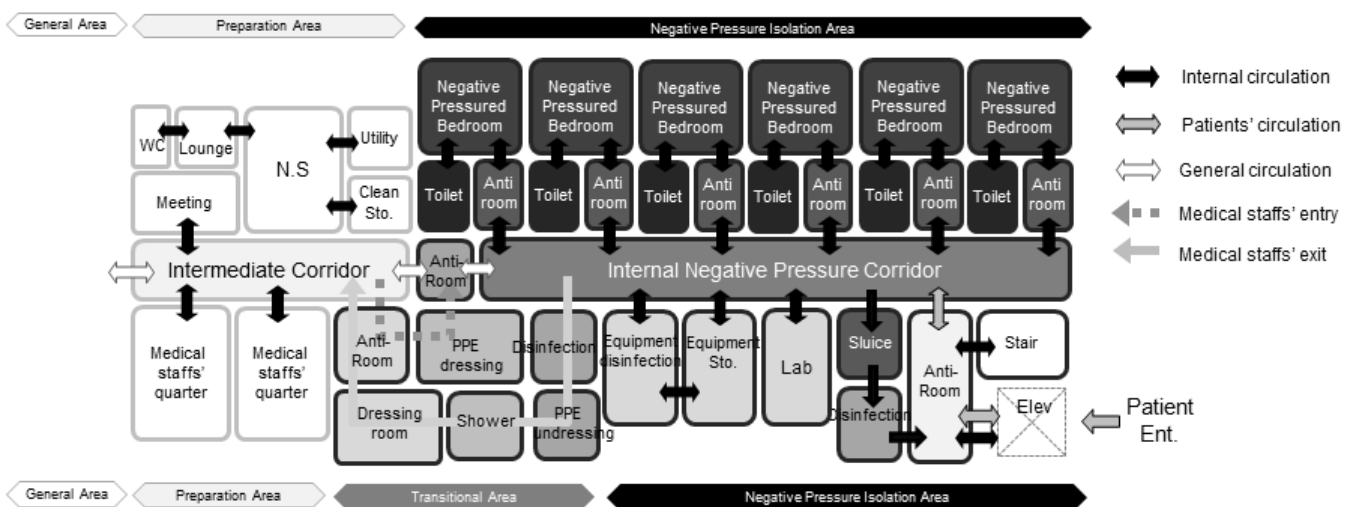 General Area
Preparation Area
Negative Pressure Isolation Area
Negative
Pressured
Bedroom
Negative
Pressured
Bedroom
Negative
Pressured
Bedroom
Negative
Pressured
Bedroom
Negative
Pressured
Bedroom
Negative
Pressured
Bedroom
Internal circulation
Patients' circulation
General circulation
Medical staffs' entry
Medical staffs' exit
WC
Lounge
N.S
Utility
Clean
Sto.
Meeting
Toilet
Anti
room
Toilet
Anti
room
Toilet
Anti
room
Toilet
Anti
room
Toilet
Anti
room
Toilet
Anti
room
Intermediate Corridor
Anti-
Room
Internal Negative Pressure Corridor
Medical
staffs'
quarter
Medical
staffs'
quarter
Anti-
Room
PPE
dressing
Disinfection
Equipment
disinfection
Equipment
Sto.
Lab
Sluice
Anti-
Room
Stair
Dressing
room
Shower
PPE
undressing
Disinfection
Elev
Patient
Ent.
General Area
Preparation Area
Transitional Area
Negative Pressure Isolation Area